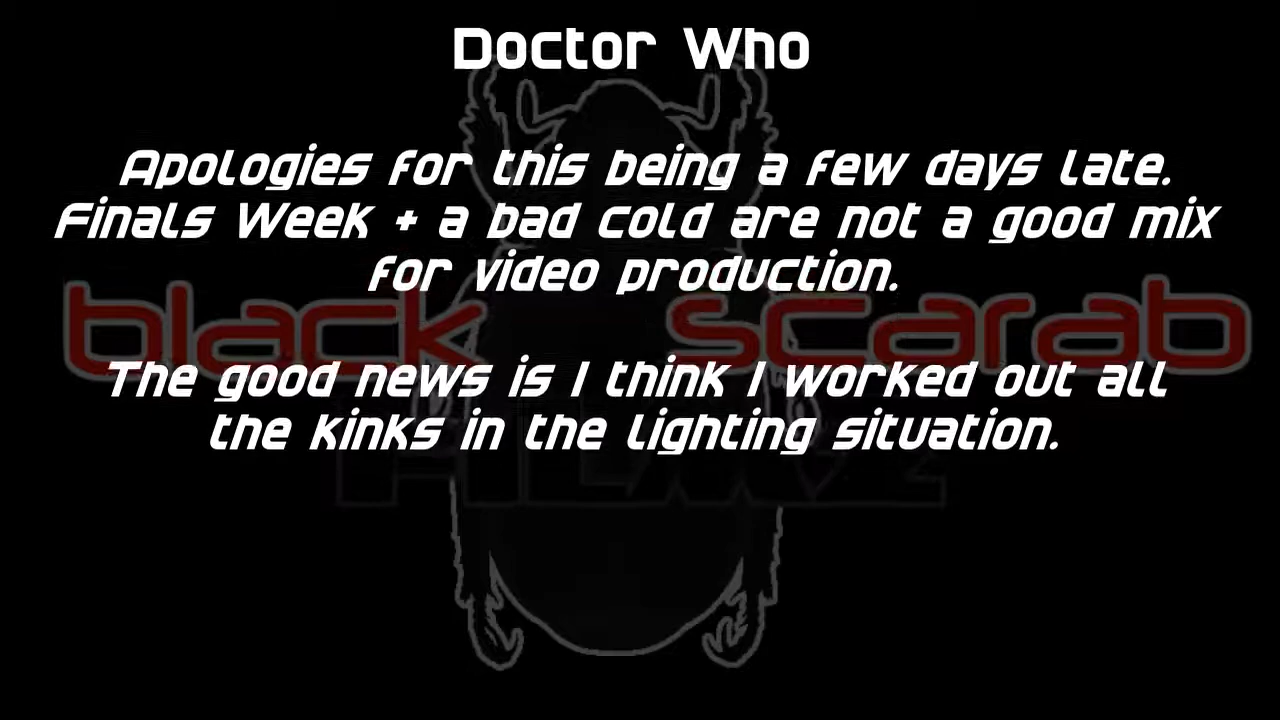 Doctor Who
Apologies for this being a few days late.
Finals Week + a bad cold are not a good mix
for video production.
black scarab
The good news is I think I worked out all
the kinks in the lighting situation.